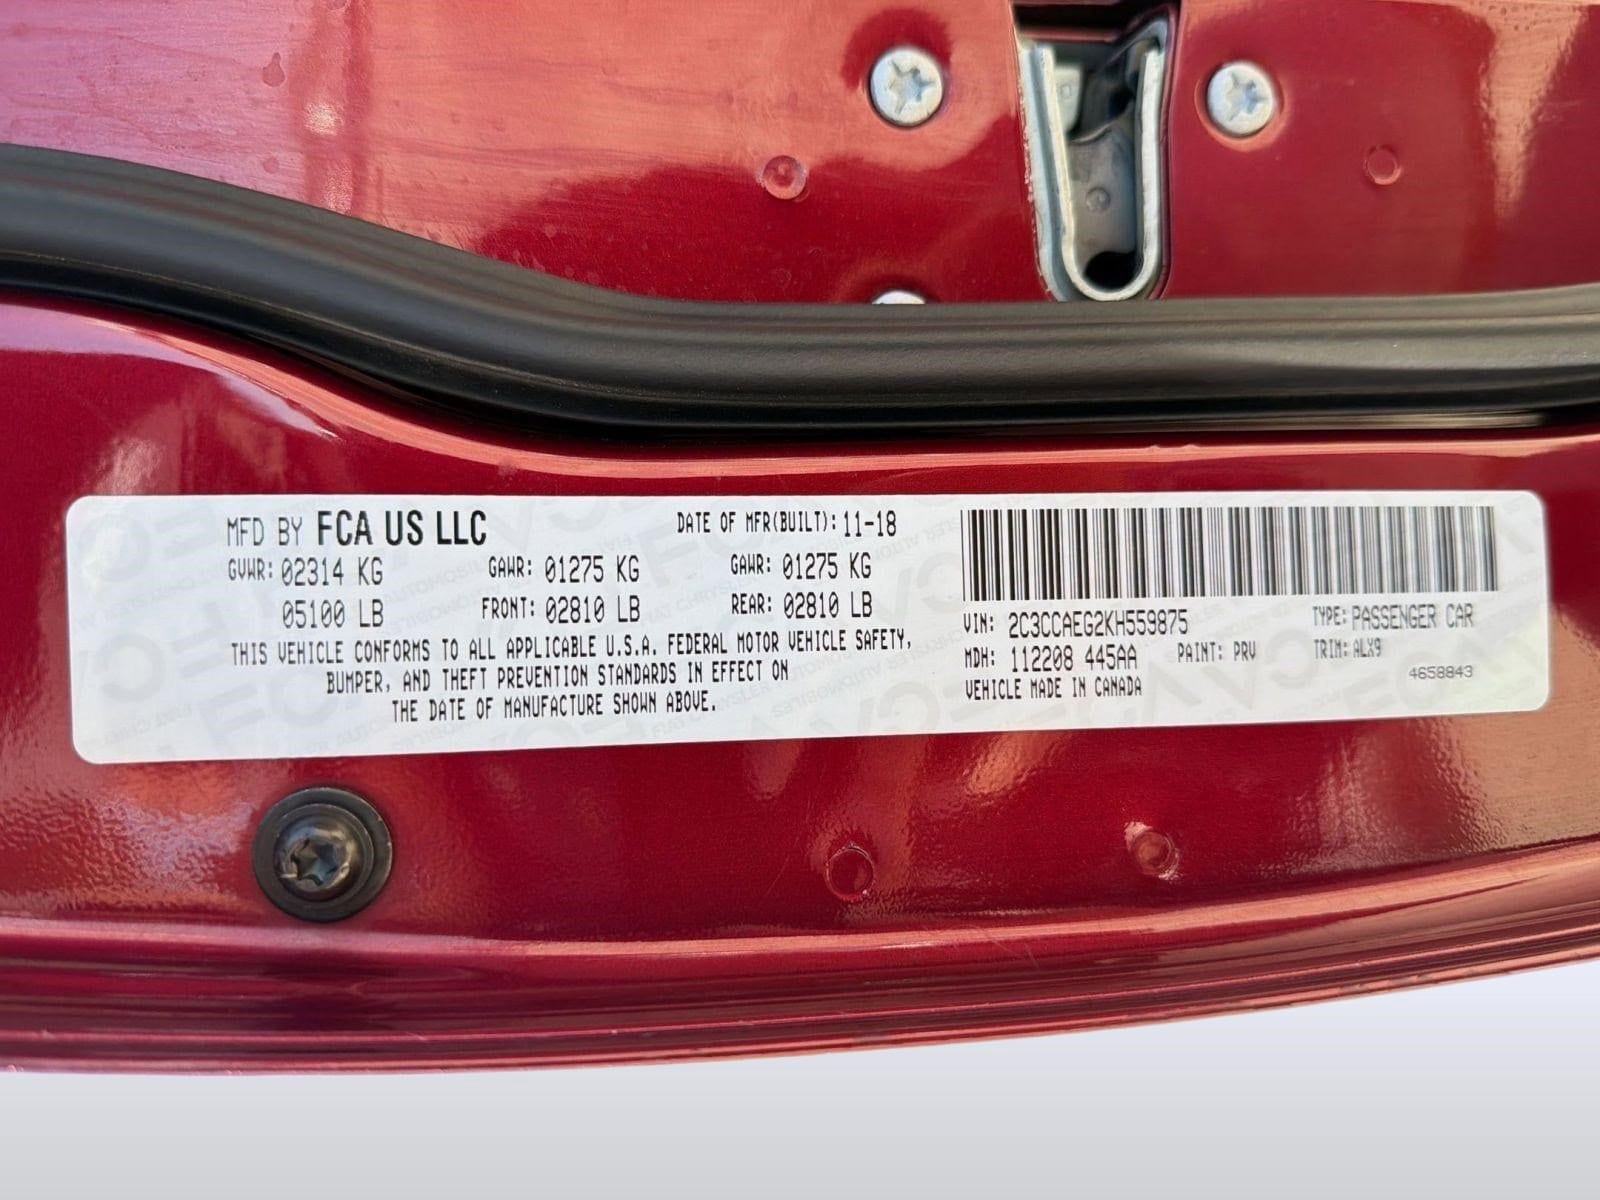 MFD BY FCA US LLC DATE OF MFR(BUILT): 11-18
GVWR: 02314 KG GAWR: 01275 KG GAWR: 01275 KG
05100 LB FRONT: 02810 LB REAR: 02810 LB
THIS VEHICLE CONFORMS TO ALL APPLICABLE U.S.A. FEDERAL MOTOR VEHICLE SAFETY,
BUMPER, AND THEFT PREVENTION STANDARDS IN EFFECT ON
THE DATE OF MANUFACTURE SHOWN ABOVE.
VIN: 2C3CCAEG2KH559875 TYPE: PASSENGER CAR
MDH: 112208 445AA PAINT: PRV TRIM: ALX9
VEHICLE MADE IN CANADA 4658843